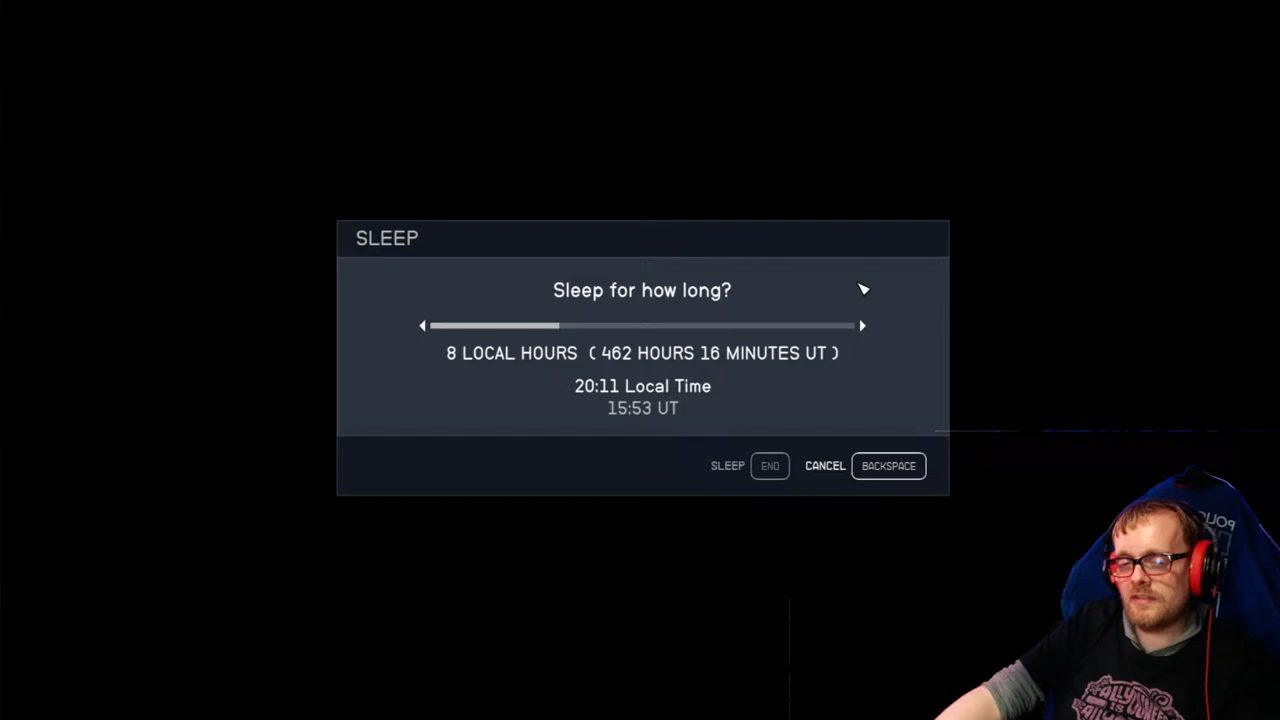 SLEEP
Sleep for how long?
8 LOCAL HOURS ( 462 HOURS 16 MINUTES UT )
20:11 Local Time
15:53 UT
SLEEP END CANCEL BACKSPACE